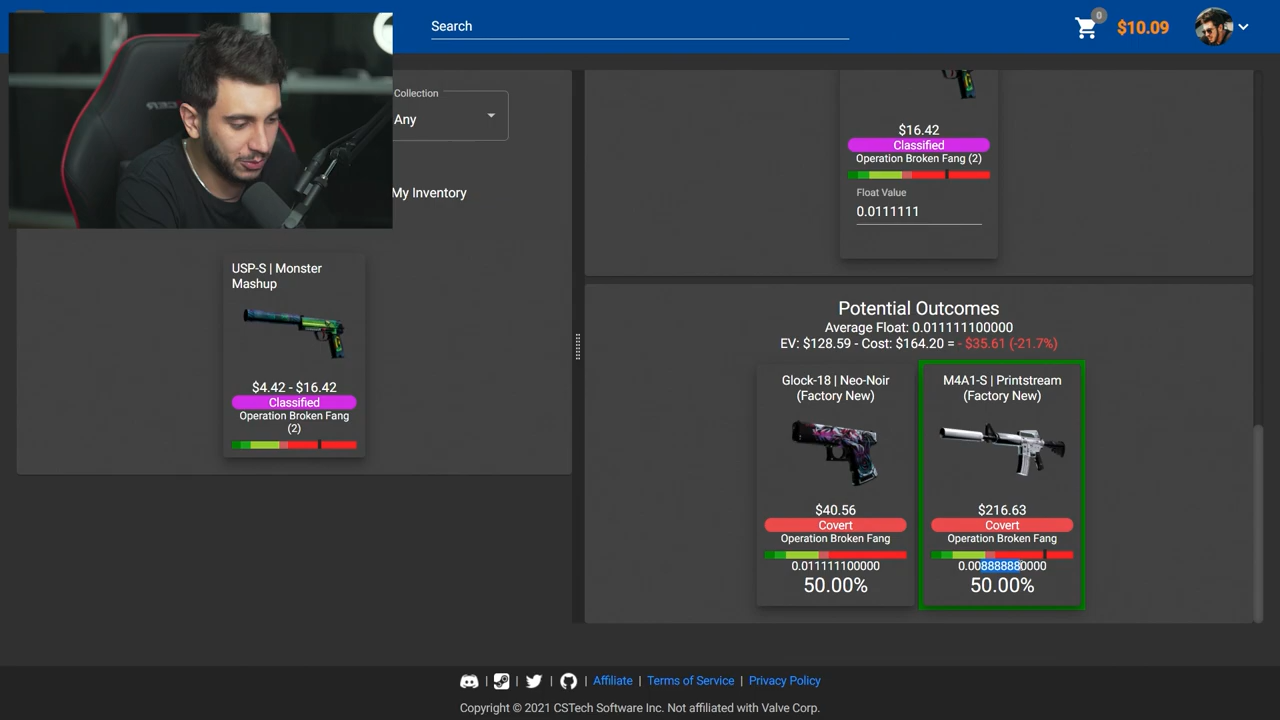 Search
0
$10.09
Collection
Any
My Inventory
USP-S | Monster
Mashup
$4.42 - $16.42
Classified
Operation Broken Fang
(2)
$16.42
Classified
Operation Broken Fang (2)
Float Value
0.0111111
Potential Outcomes
Average Float: 0.011111100000
EV: $128.59 - Cost: $164.20 = - $35.61 (-21.7%)
Glock-18 | Neo-Noir
(Factory New)
$40.56
Covert
Operation Broken Fang
0.011111100000
50.00%
M4A1-S | Printstream
(Factory New)
$216.63
Covert
Operation Broken Fang
0.008888880000
50.00%
| | | | Affiliate | Terms of Service | Privacy Policy
Copyright © 2021 CSTech Software Inc. Not affiliated with Valve Corp.